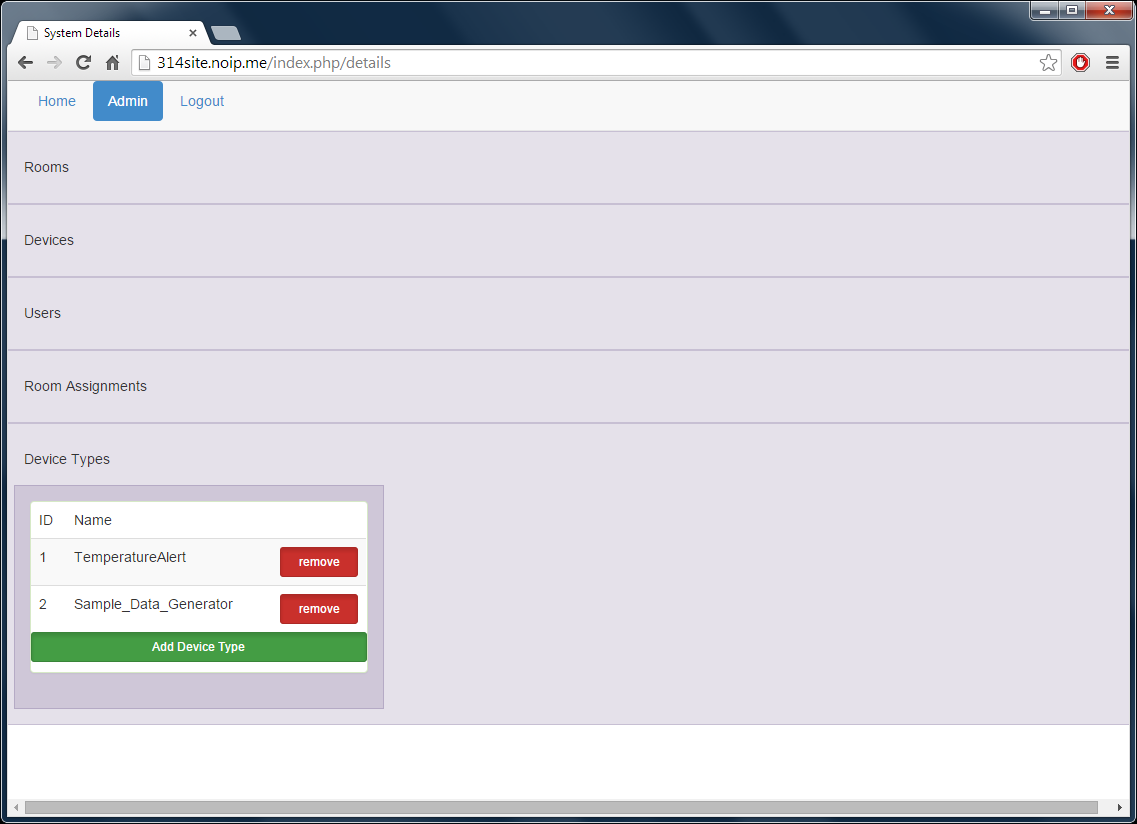 System Details
314site.noip.me/index.php/details
Home Admin Logout
Rooms
Devices
Users
Room Assignments
Device Types
ID Name
1 TemperatureAlert remove
2 Sample_Data_Generator remove
Add Device Type